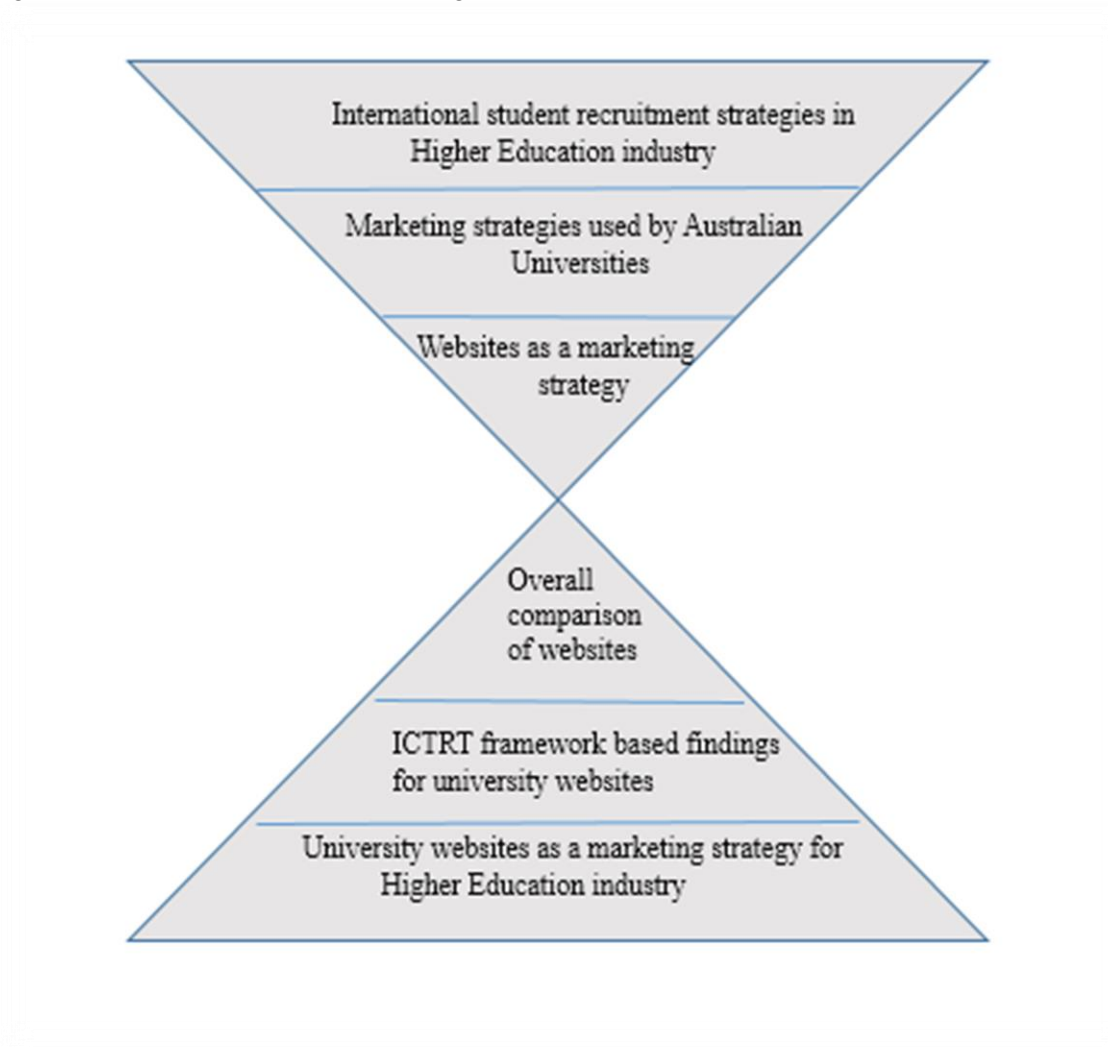 International student recruitment strategies in
Higher Education industry
Marketing strategies used by Australian
Universities
Websites as a marketing
strategy
Overall
comparison
of websites
ICTRT framework based findings
for university websites
University websites as a marketing strategy for
Higher Education industry